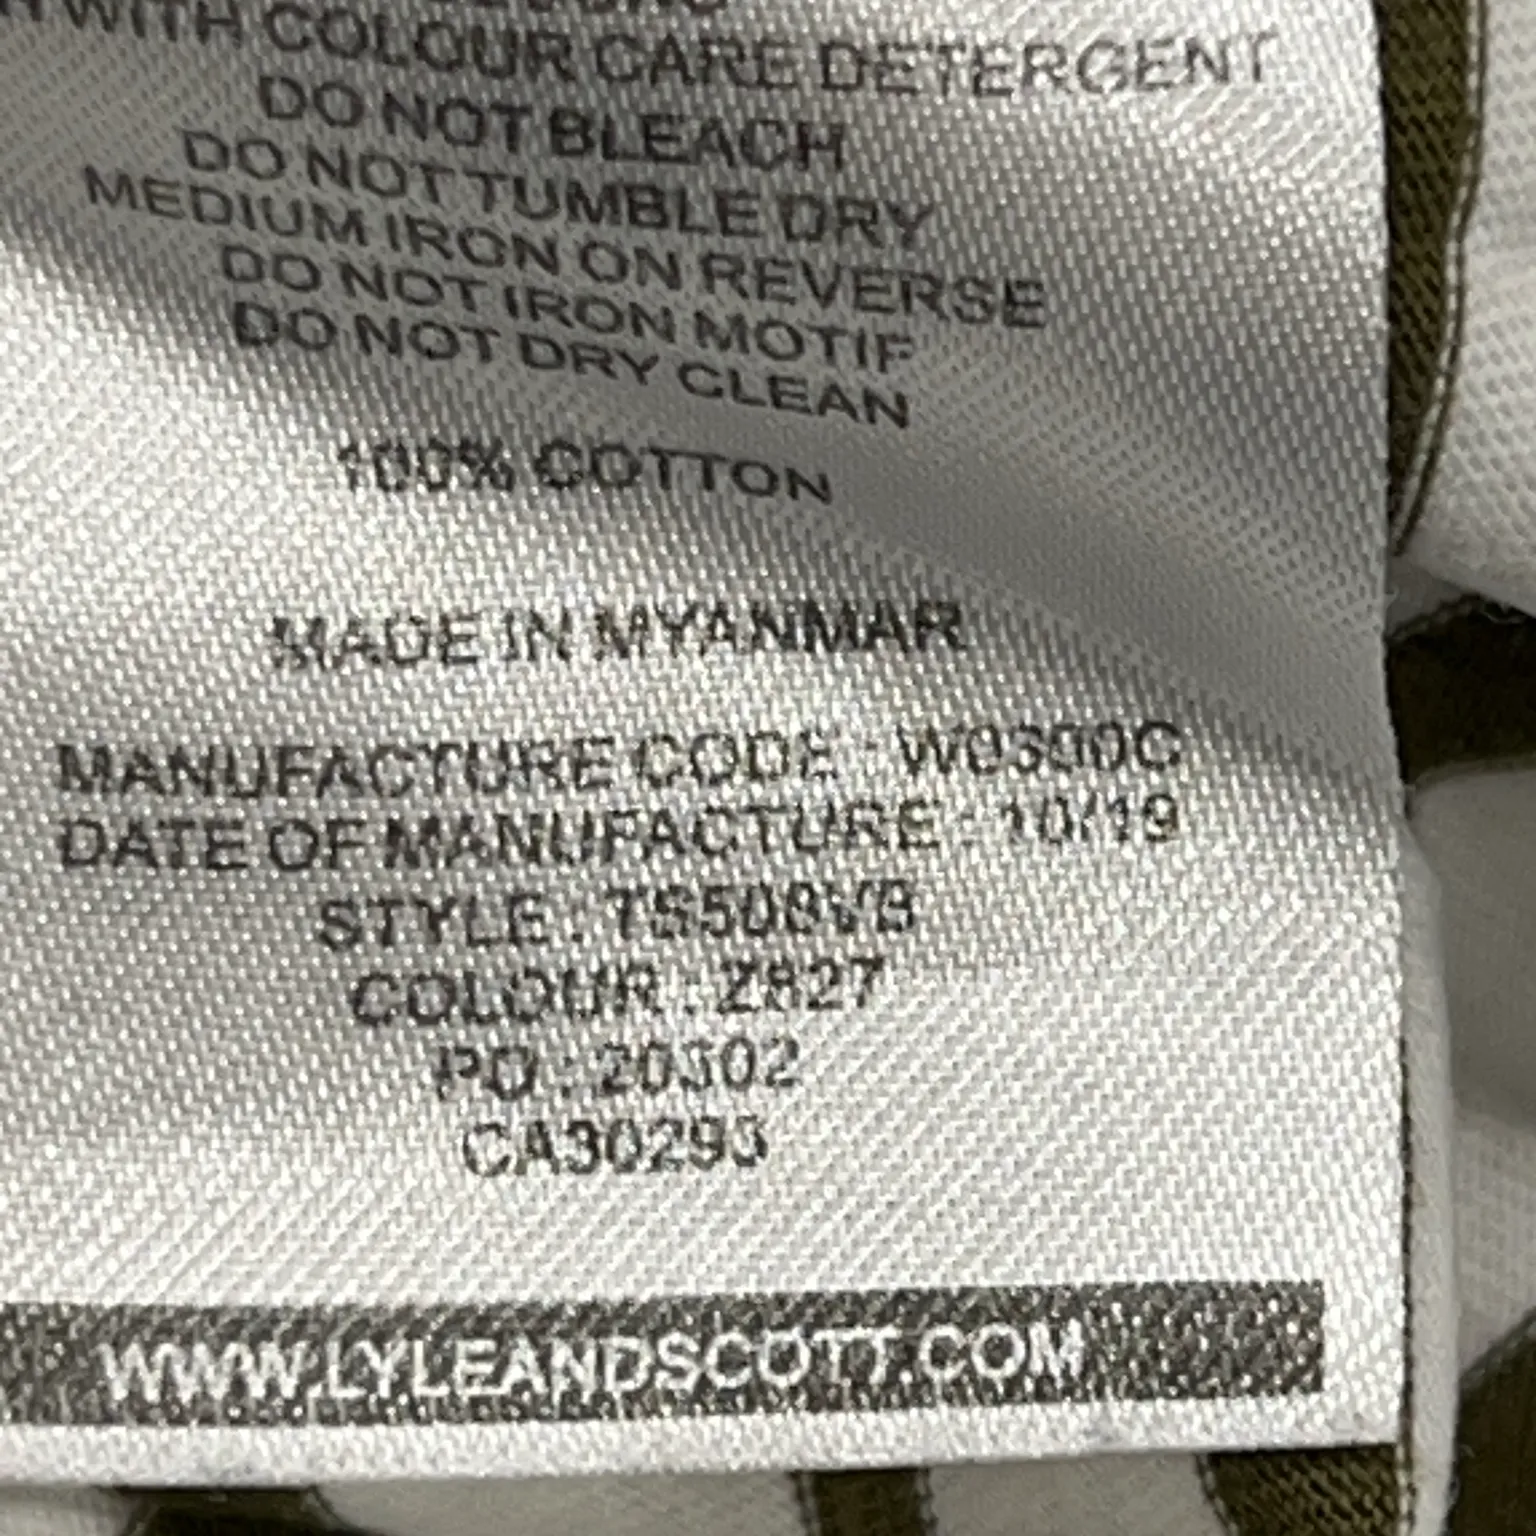 WITH COLOUR CARE DETERGENT
DO NOT BLEACH
DO NOT TUMBLE DRY
MEDIUM IRON ON REVERSE
DO NOT IRON MOTIF
DO NOT DRY CLEAN
100% COTTON
MADE IN MYANMAR
MANUFACTURE CODE : W0300C
DATE OF MANUFACTURE : 10/19
STYLE : TS508VB
COLOUR : Z827
PO : 20302
CA30293
WWW.LYLEANDSCOTT.COM